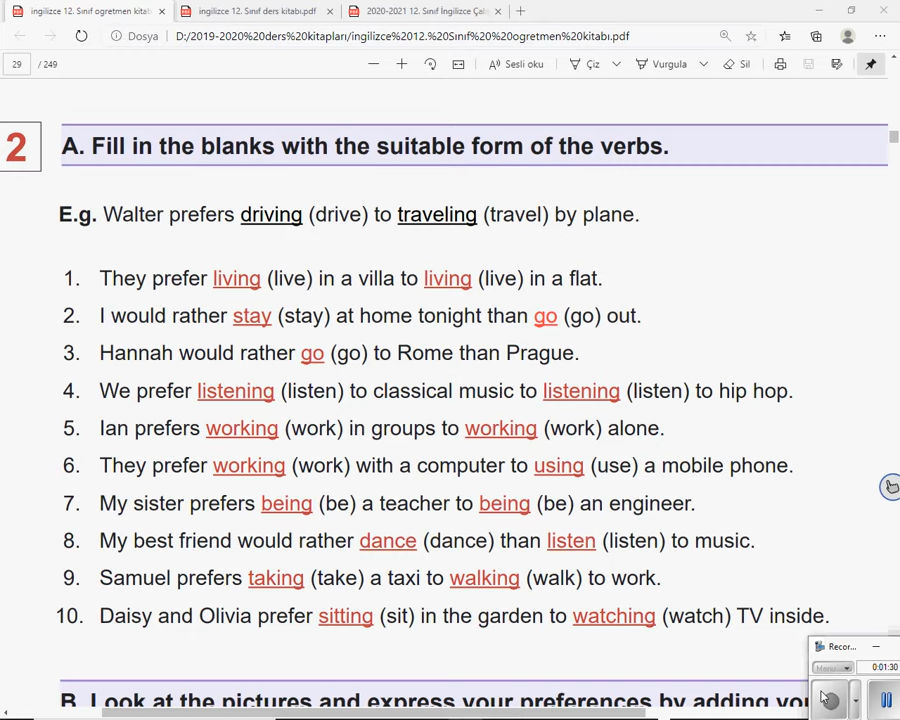 ingilizce 12. Sınıf ogretmen kitab
ingilizce 12. Sınıf ders kitabı.pdf
2020-2021 12. Sınıf İngilizce Çalı
Dosya D:/2019-2020%20ders%20kitapları/ingilizce%2012.%20Sınıf%20%20ogretmen%20kitabı.pdf
29 / 249 Sesli oku Çiz Vurgula Sil
2 A. Fill in the blanks with the suitable form of the verbs.
E.g. Walter prefers driving (drive) to traveling (travel) by plane.
1. They prefer living (live) in a villa to living (live) in a flat.
2. I would rather stay (stay) at home tonight than go (go) out.
3. Hannah would rather go (go) to Rome than Prague.
4. We prefer listening (listen) to classical music to listening (listen) to hip hop.
5. Ian prefers working (work) in groups to working (work) alone.
6. They prefer working (work) with a computer to using (use) a mobile phone.
7. My sister prefers being (be) a teacher to being (be) an engineer.
8. My best friend would rather dance (dance) than listen (listen) to music.
9. Samuel prefers taking (take) a taxi to walking (walk) to work.
10. Daisy and Olivia prefer sitting (sit) in the garden to watching (watch) TV inside.
Recor...
Menu 0:01:30
B. Look at the pictures and express your preferences by adding you